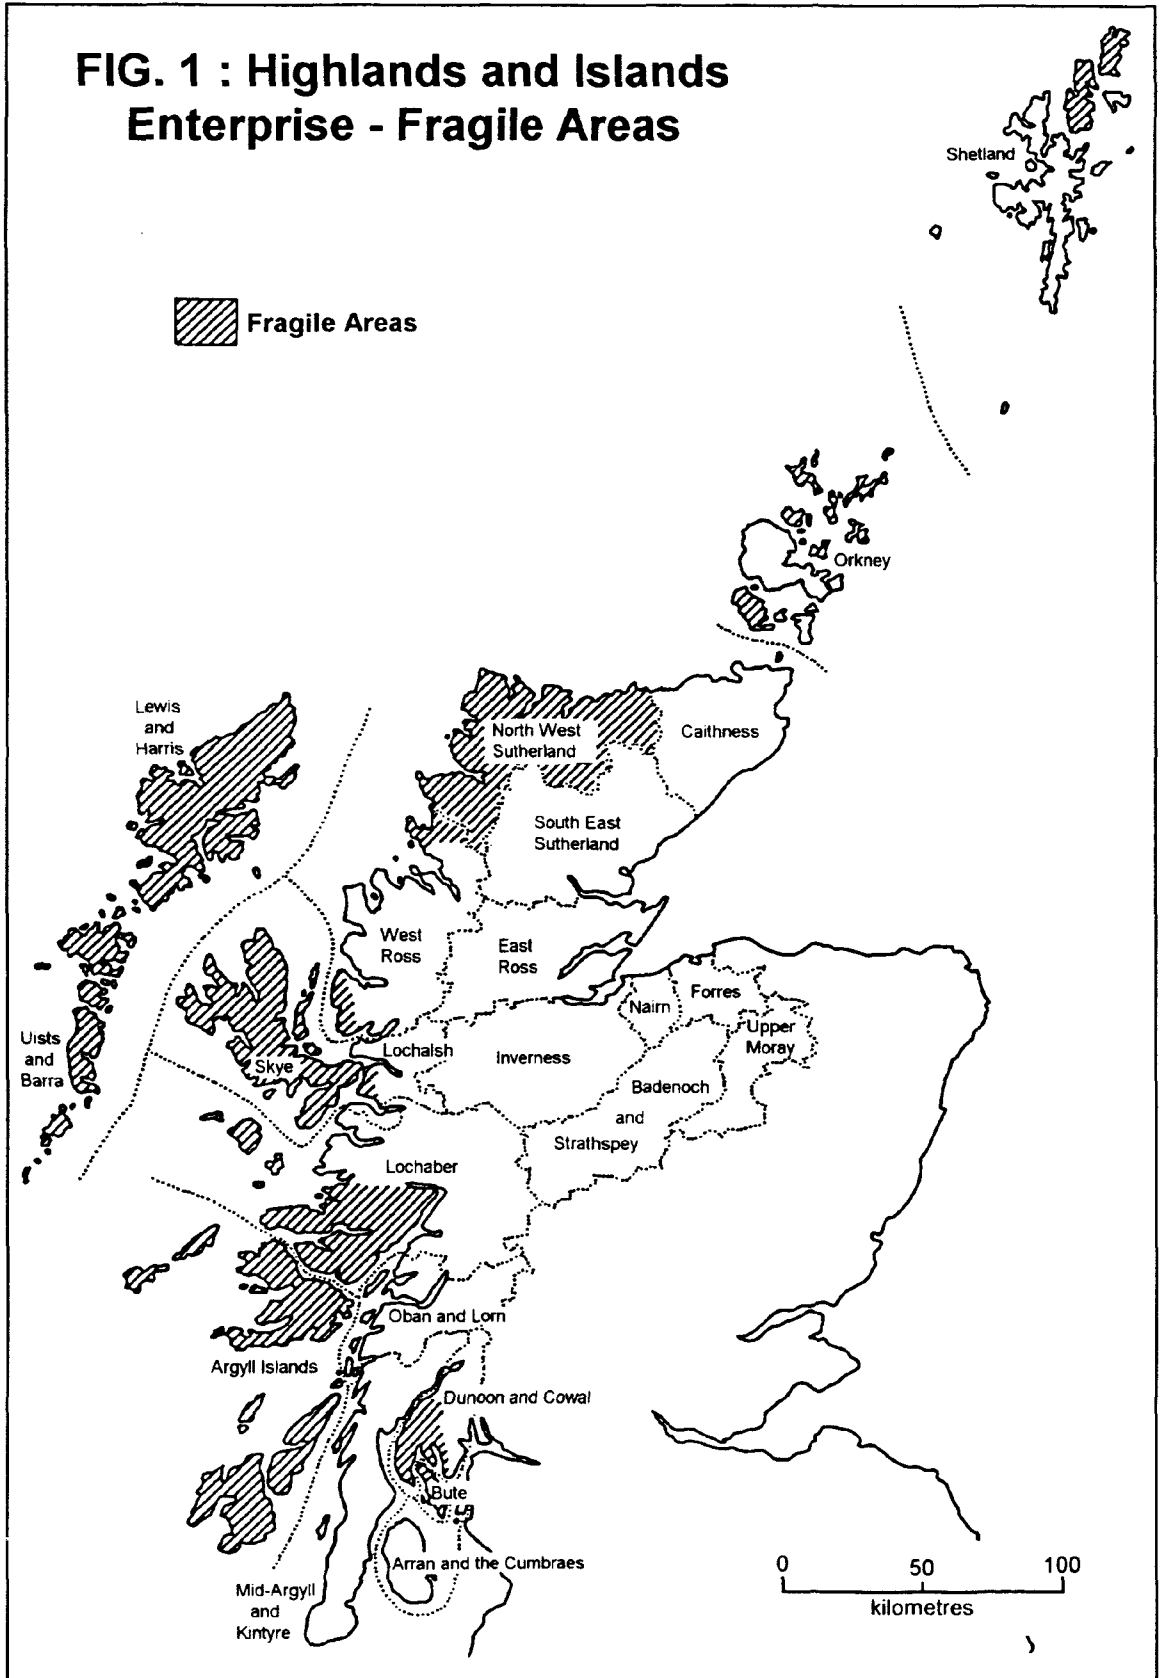 FIG. 1 : Highlands and Islands
Enterprise - Fragile Areas
Shetland
Fragile Areas
Orkney
Lewis
and
Harris
North West
Sutherland
Caithness
South East
Sutherland
West
Ross
East
Ross
Nairn
Forres
Upper
Moray
Uists
and
Barra
Skye
Lochalsh
Inverness
Badenoch
and
Strathspey
Lochaber
Oban and Lorn
Argyll Islands
Dunoon and Cowal
Bute
Arran and the Cumbraes
Mid-Argyll
and
Kintyre
0 50 100
kilometres